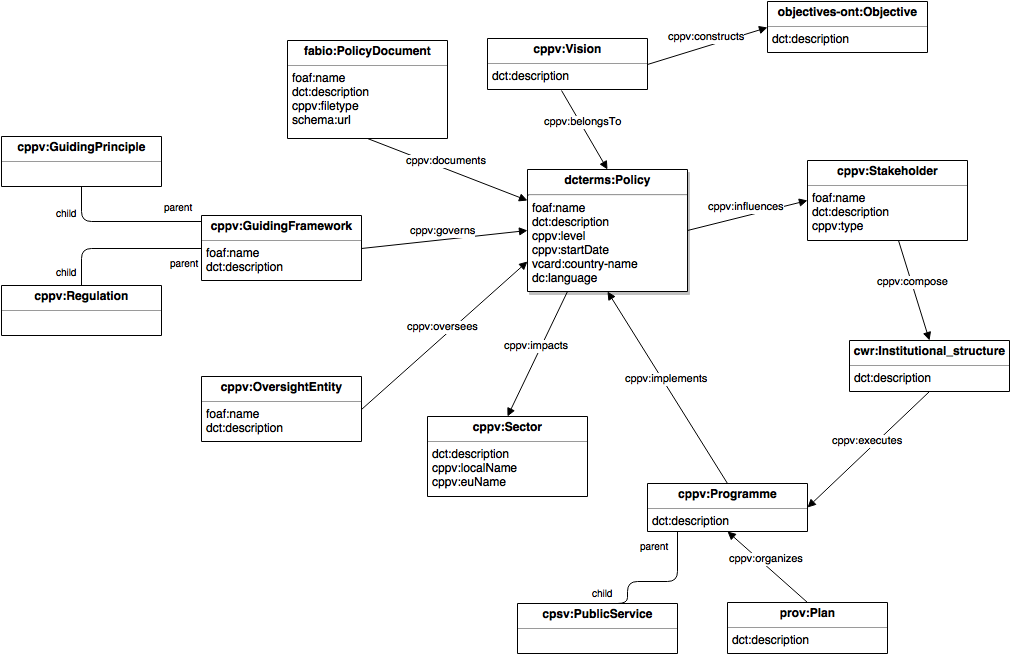 objectives-ont:Objective
dct:description
cppv:constructs
cppv:Vision
dct:description
fabio:PolicyDocument
foaf:name
dct:description
cppv:filetype
schema:url
cppv:belongsTo
cppv:GuidingPrinciple
cppv:documents
dcterms:Policy
foaf:name
dct:description
cppv:level
cppv:startDate
vcard:country-name
dc:language
cppv:Stakeholder
foaf:name
dct:description
cppv:type
cppv:influences
child
parent
cppv:GuidingFramework
foaf:name
dct:description
cppv:governs
parent
child
cppv:Regulation
cppv:compose
cppv:oversees
cppv:impacts
cwr:Institutional_structure
dct:description
cppv:implements
cppv:OversightEntity
foaf:name
dct:description
cppv:Sector
dct:description
cppv:localName
cppv:euName
cppv:executes
cppv:Programme
dct:description
parent
cppv:organizes
child
cpsv:PublicService
prov:Plan
dct:description